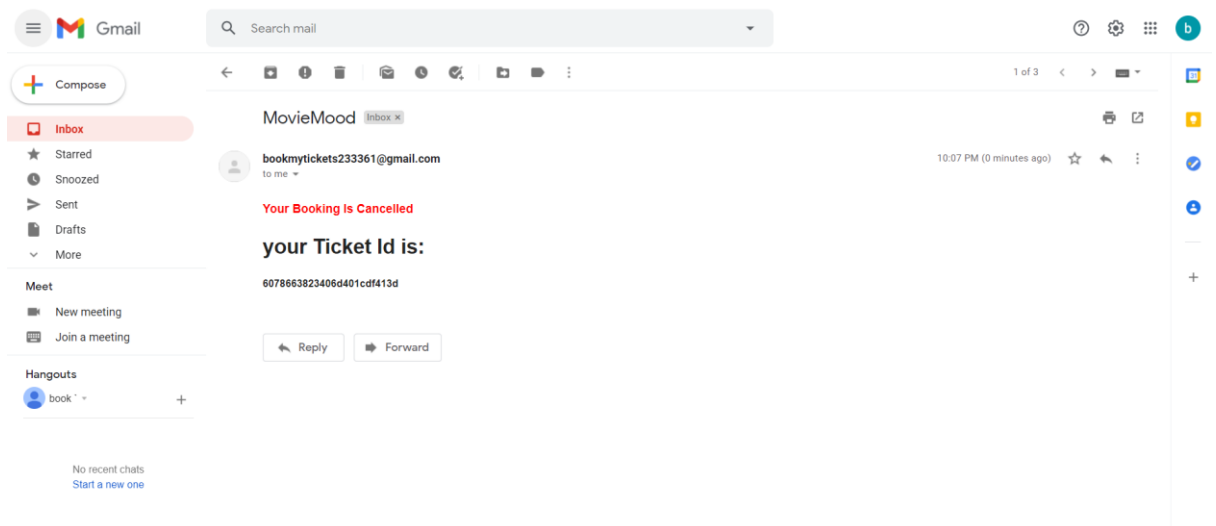 Gmail
Search mail
b
Compose
1 of 3
31
MovieMood Inbox ×
Inbox
Starred
bookmytickets233361@gmail.com
10:07 PM (0 minutes ago)
to me
Snoozed
Sent
Your Booking Is Cancelled
Drafts
your Ticket Id is:
More
6078663823406d401cdf413d
Meet
New meeting
Join a meeting
Reply
Forward
Hangouts
book `
No recent chats
Start a new one